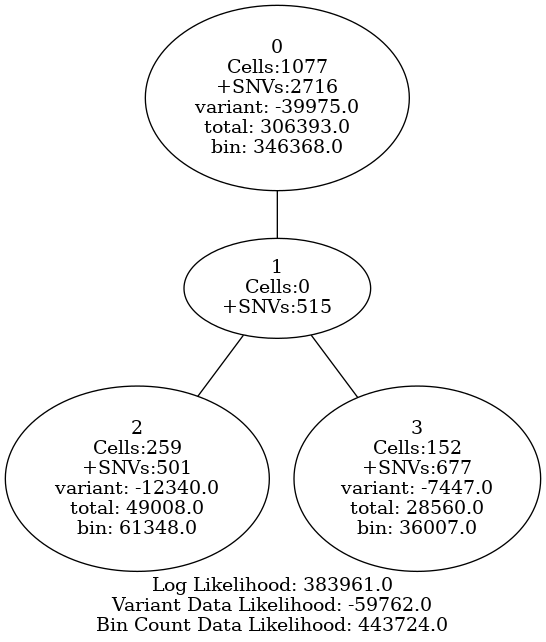 0
Cells:1077
+SNVs:2716
variant: -39975.0
total: 306393.0
bin: 346368.0
1
Cells:0
+SNVs:515
2
Cells:259
+SNVs:501
variant: -12340.0
total: 49008.0
bin: 61348.0
3
Cells:152
+SNVs:677
variant: -7447.0
total: 28560.0
bin: 36007.0
Log Likelihood: 383961.0
Variant Data Likelihood: -59762.0
Bin Count Data Likelihood: 443724.0